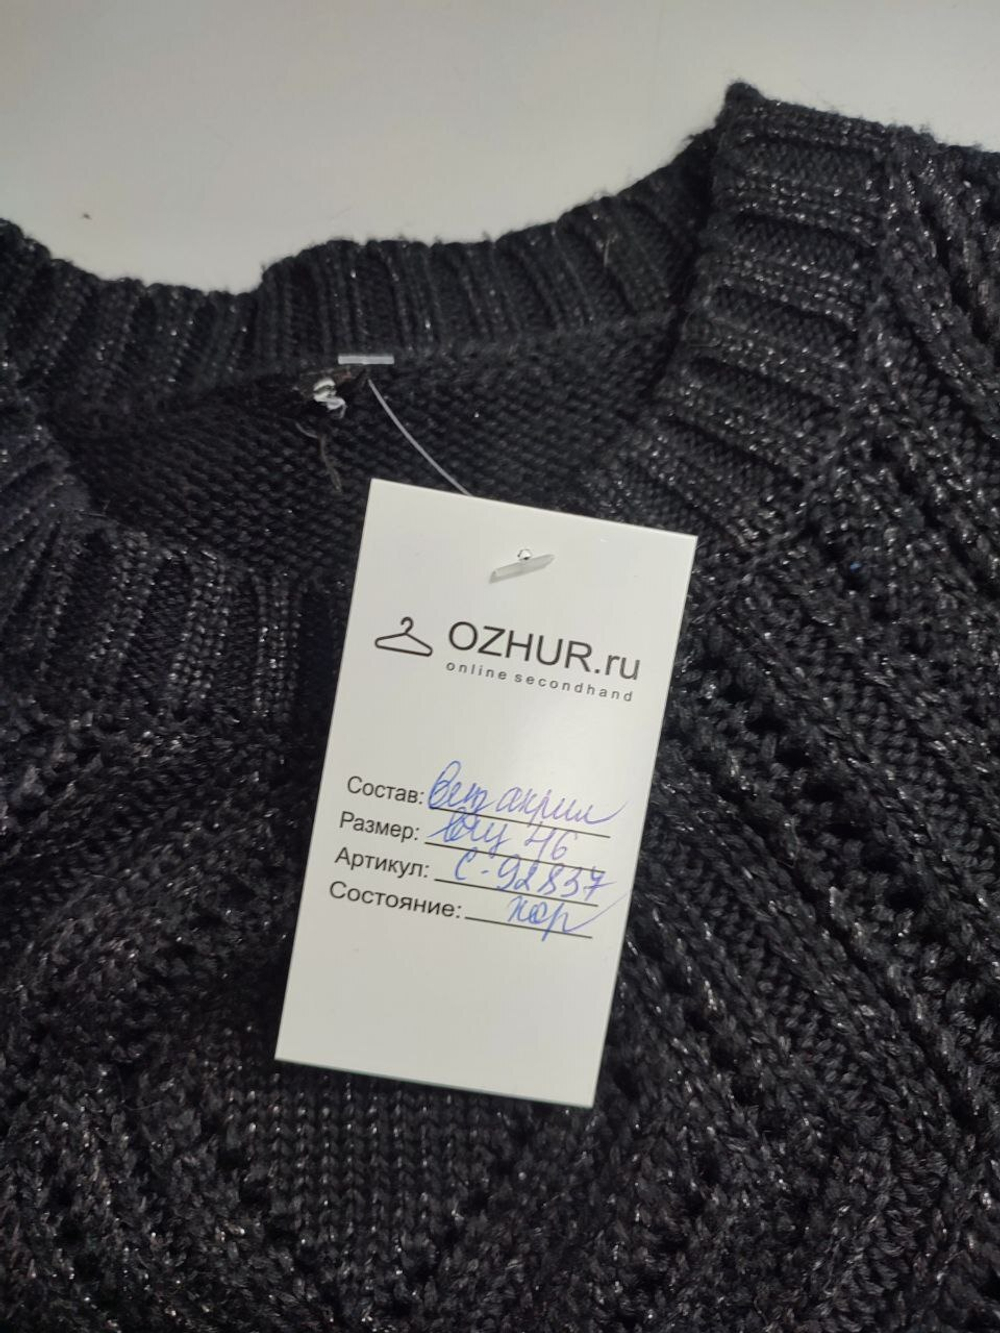 OZHUR.ru
online secondhand
Состав: акрил
Размер: 46
Артикул: С-92837
Состояние: хор